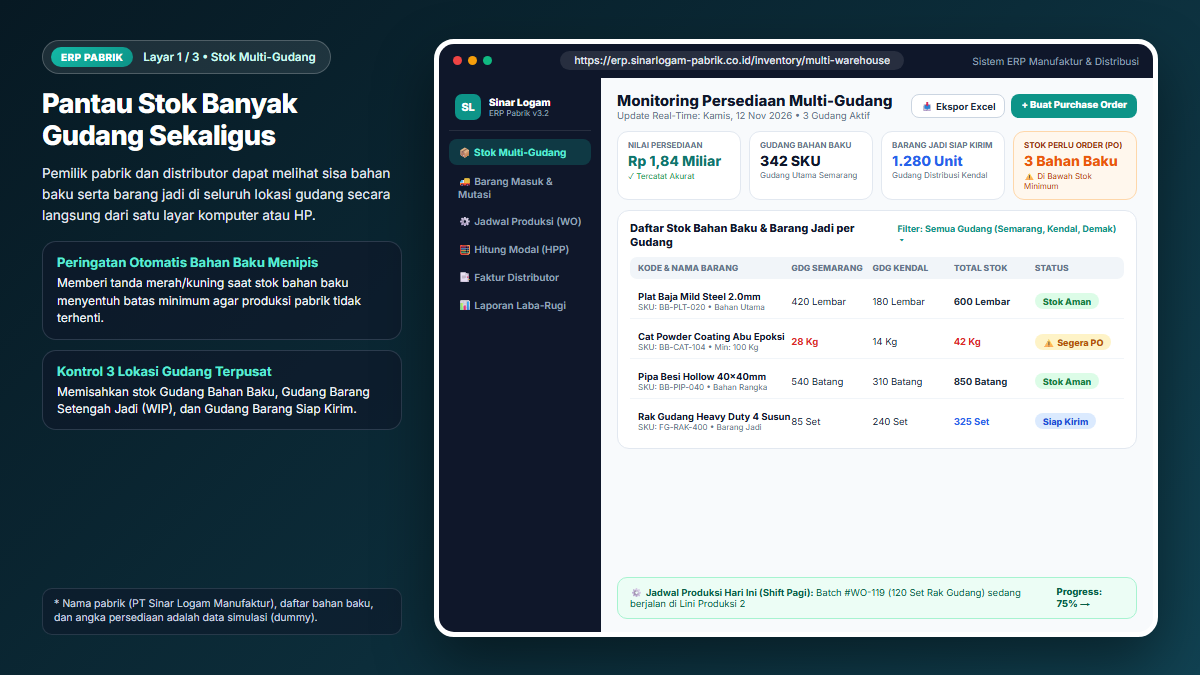 ERP PABRIK Layar 1 / 3 • Stok Multi-Gudang
Pantau Stok Banyak
Gudang Sekaligus
Pemilik pabrik dan distributor dapat melihat sisa bahan
baku serta barang jadi di seluruh lokasi gudang secara
langsung dari satu layar komputer atau HP.
Peringatan Otomatis Bahan Baku Menipis
Memberi tanda merah/kuning saat stok bahan baku
menyentuh batas minimum agar produksi pabrik tidak
terhenti.
Kontrol 3 Lokasi Gudang Terpusat
Memisahkan stok Gudang Bahan Baku, Gudang Barang
Setengah Jadi (WIP), dan Gudang Barang Siap Kirim.
* Nama pabrik (PT Sinar Logam Manufaktur), daftar bahan baku,
dan angka persediaan adalah data simulasi (dummy).
https://erp.sinarlogam-pabrik.co.id/inventory/multi-warehouse
Sistem ERP Manufaktur & Distribusi
SL
Sinar Logam
ERP Pabrik v3.2
Stok Multi-Gudang
Barang Masuk &
Mutasi
Jadwal Produksi (WO)
Hitung Modal (HPP)
Faktur Distributor
Laporan Laba-Rugi
Monitoring Persediaan Multi-Gudang
Update Real-Time: Kamis, 12 Nov 2026 • 3 Gudang Aktif
Ekspor Excel
+ Buat Purchase Order
NILAI PERSEDIAAN
Rp 1,84 Miliar
✓ Tercatat Akurat
GUDANG BAHAN BAKU
342 SKU
Gudang Utama Semarang
BARANG JADI SIAP KIRIM
1.280 Unit
Gudang Distribusi Kendal
STOK PERLU ORDER (PO)
3 Bahan Baku
⚠️ Di Bawah Stok
Minimum
Daftar Stok Bahan Baku & Barang Jadi per
Gudang
Filter: Semua Gudang (Semarang, Kendal, Demak)
KODE & NAMA BARANG GDG SEMARANG GDG KENDAL TOTAL STOK STATUS
Plat Baja Mild Steel 2.0mm
SKU: BB-PLT-020 • Bahan Utama
420 Lembar 180 Lembar 600 Lembar Stok Aman
Cat Powder Coating Abu Epoksi
SKU: BB-CAT-104 • Min: 100 Kg
28 Kg 14 Kg 42 Kg ⚠️ Segera PO
Pipa Besi Hollow 40×40mm
SKU: BB-PIP-040 • Bahan Rangka
540 Batang 310 Batang 850 Batang Stok Aman
Rak Gudang Heavy Duty 4 Susun
SKU: FG-RAK-400 • Barang Jadi
85 Set 240 Set 325 Set Siap Kirim
Jadwal Produksi Hari Ini (Shift Pagi): Batch #WO-119 (120 Set Rak Gudang) sedang
berjalan di Lini Produksi 2
Progress:
75% →